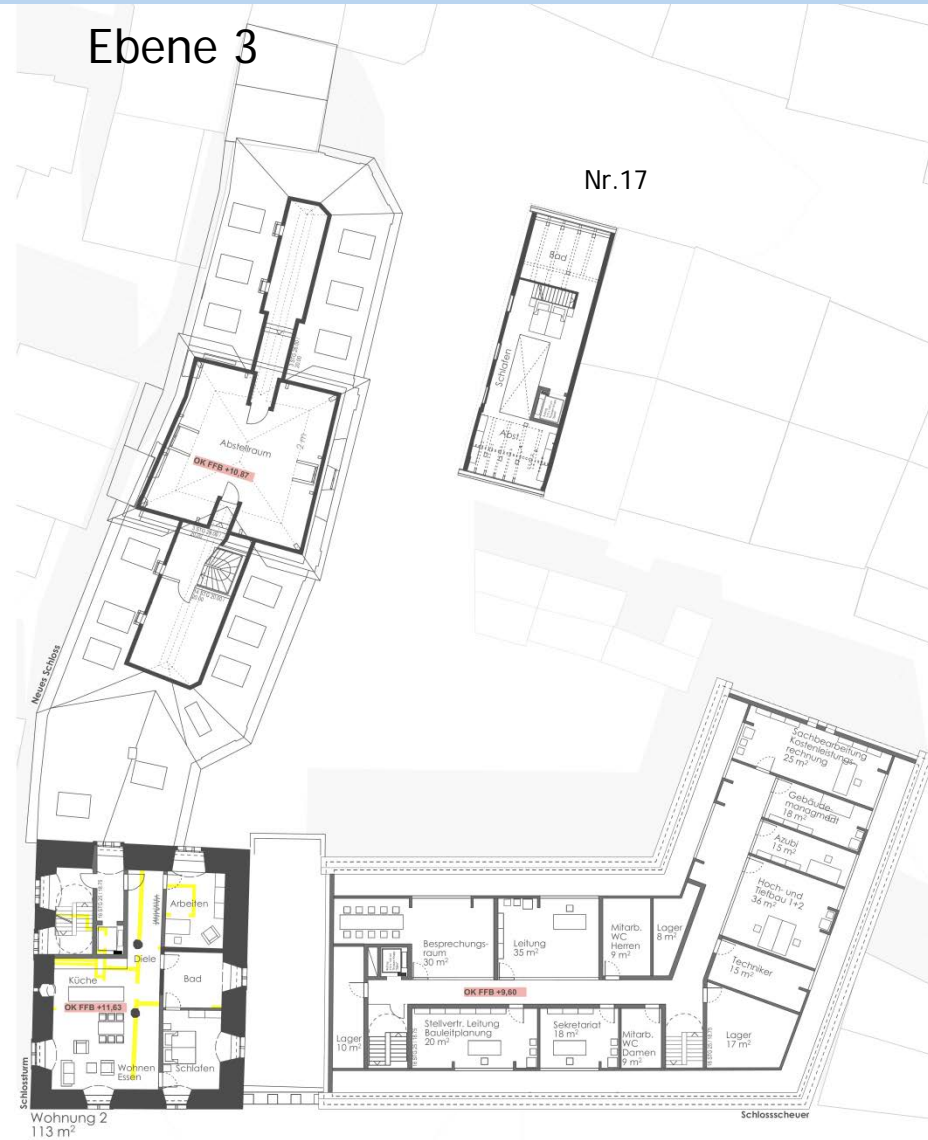 Ebene 3
Nr.17
Bad
Schlafen
Abst.
Abstellraum
2 m
OK FFB +10,87
Neues Schloss
Sachbearbeitung
Kostenleistungs-
rechnung
25 m²
Gebäude-
managmedt
18 m²
Azubi
15 m²
Hoch- und
Tiefbau 1+2
36 m²
Techniker
15 m²
Lager
17 m²
Besprechungs-
raum
30 m²
Leitung
35 m²
Mitarb.
WC
Herren
9 m²
Lager
8 m²
OK FFB +9,60
Lager
10 m²
Stellvertr. Leitung
Bauleitplanung
20 m²
Sekretariat
18 m²
Mitarb.
WC
Damen
9 m²
Schlossscheuer
Arbeiten
Diele
Bad
Küche
OK FFB +11,63
Wohnen
Essen
Schlafen
Schlossturm
Wohnung 2
113 m²